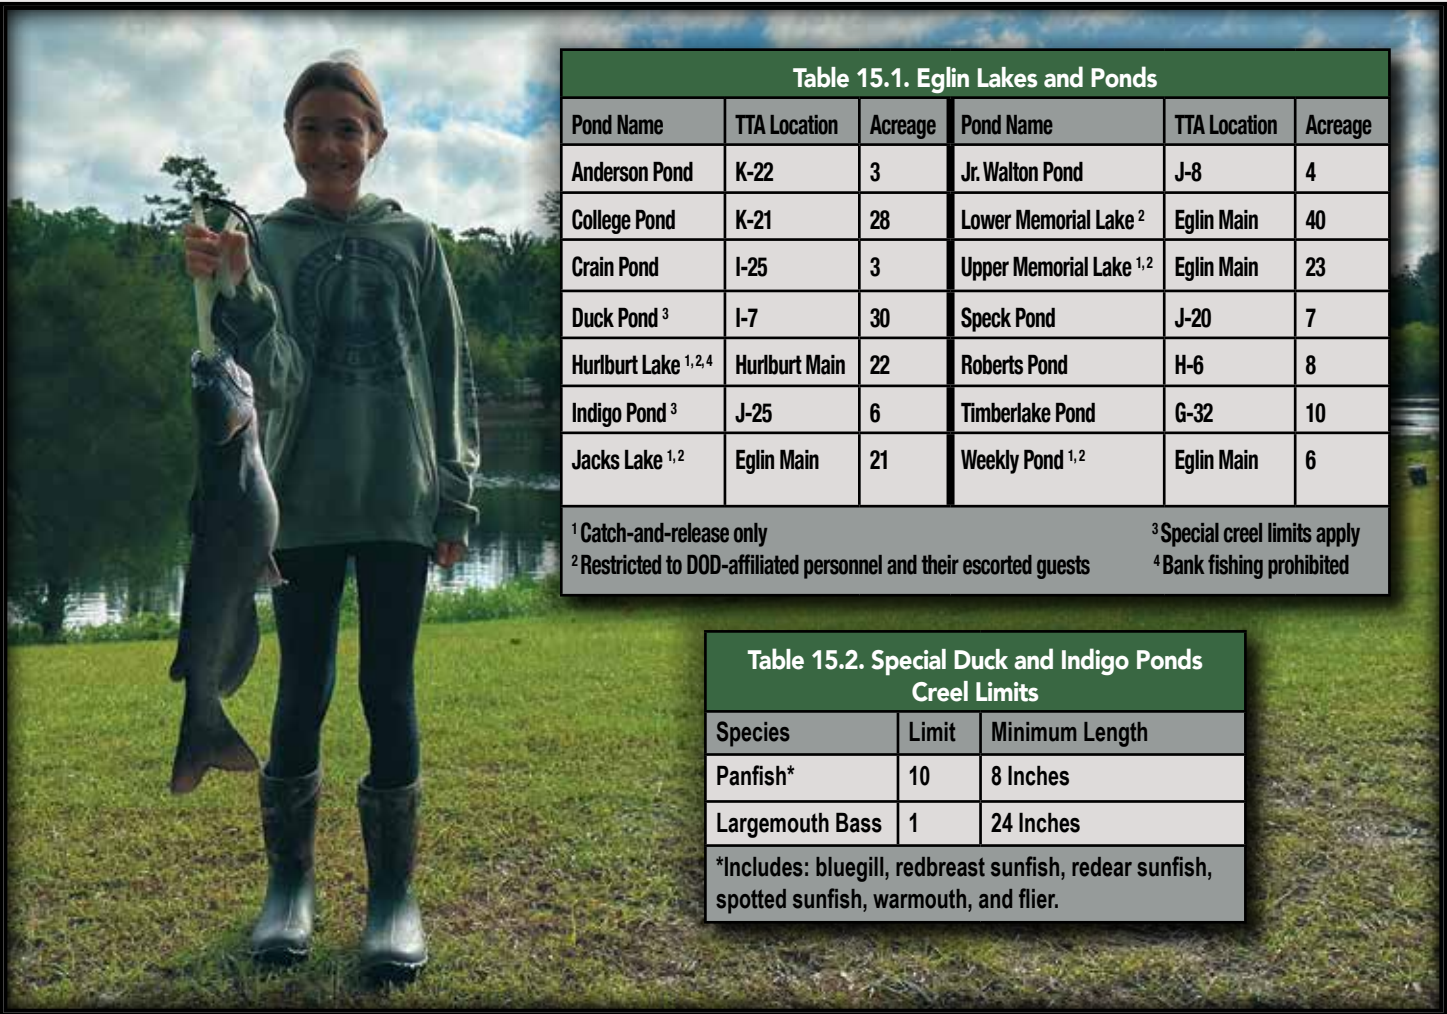 Table 15.1. Eglin Lakes and Ponds
Pond Name TTA Location Acreage Pond Name TTA Location Acreage
Anderson Pond K-22 3 Jr. Walton Pond J-8 4
College Pond K-21 28 Lower Memorial Lake 2 Eglin Main 40
Crain Pond I-25 3 Upper Memorial Lake 1, 2 Eglin Main 23
Duck Pond 3 I-7 30 Speck Pond J-20 7
Hurlburt Lake 1, 2, 4 Hurlburt Main 22 Roberts Pond H-6 8
Indigo Pond 3 J-25 6 Timberlake Pond G-32 10
Jacks Lake 1, 2 Eglin Main 21 Weekly Pond 1, 2 Eglin Main 6
1 Catch-and-release only 3 Special creel limits apply
2 Restricted to DOD-affiliated personnel and their escorted guests 4 Bank fishing prohibited
Table 15.2. Special Duck and Indigo Ponds
Creel Limits
Species Limit Minimum Length
Panfish* 10 8 Inches
Largemouth Bass 1 24 Inches
*Includes: bluegill, redbreast sunfish, redear sunfish,
spotted sunfish, warmouth, and flier.